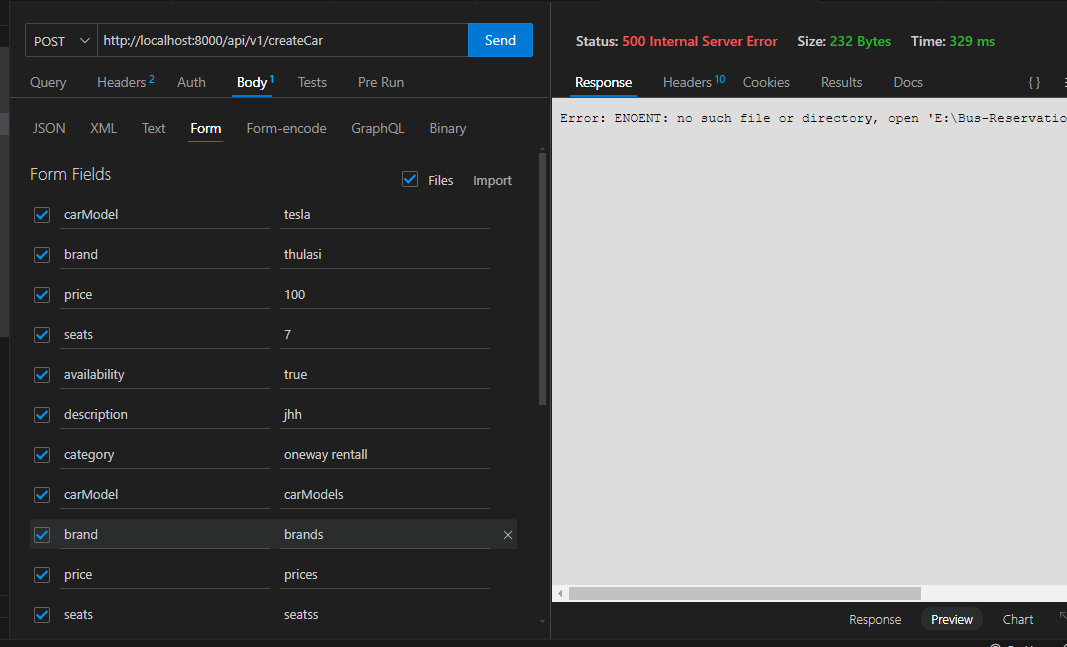 POST http://localhost:8000/api/v1/createCar Send
Query Headers 2 Auth Body 1 Tests Pre Run
JSON XML Text Form Form-encode GraphQL Binary
Form Fields
Files Import
carModel tesla
brand thulasi
price 100
seats 7
availability true
description jhh
category oneway rentall
carModel carModels
brand brands
price prices
seats seatss
Status: 500 Internal Server Error Size: 232 Bytes Time: 329 ms
Response Headers 10 Cookies Results Docs { }
Error: ENOENT: no such file or directory, open 'E:\Bus-Reservatio
Response Preview Chart